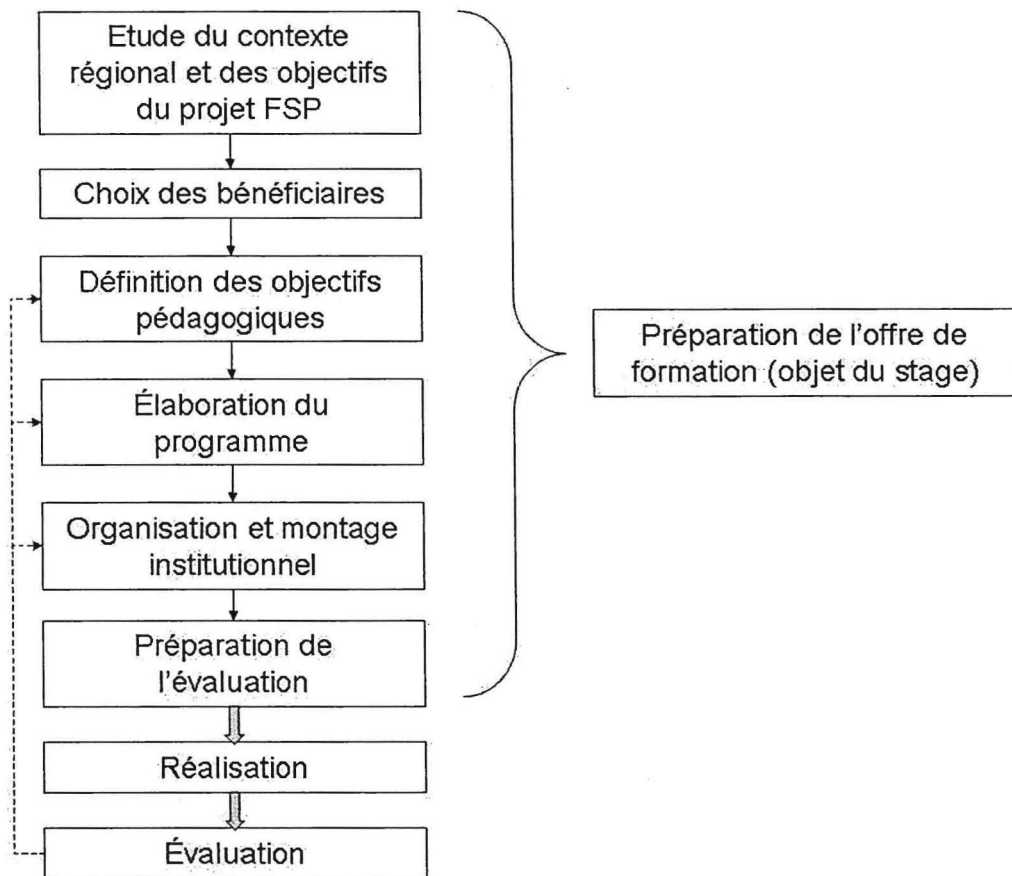 Etude du contexte
régional et des objectifs
du projet FSP
Choix des bénéficiaires
Définition des objectifs
pédagogiques
Élaboration du
programme
Organisation et montage
institutionnel
Préparation de
l'évaluation
Réalisation
Évaluation
Préparation de l'offre de
formation (objet du stage)